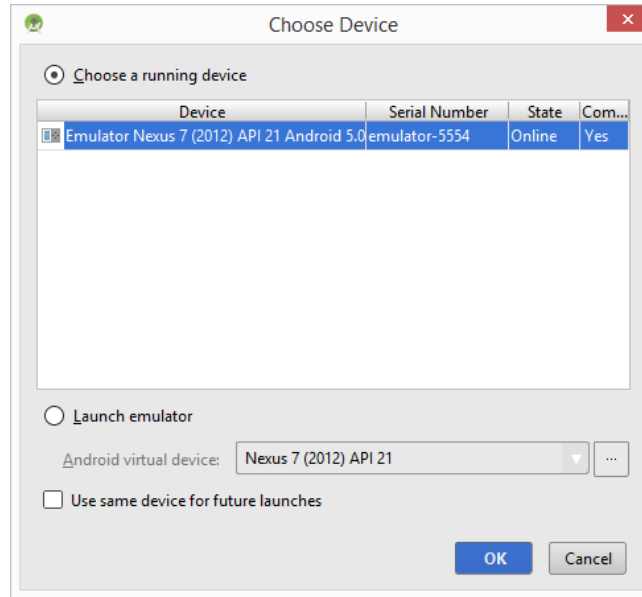 Choose Device
Choose a running device
Device Serial Number State Com...
Emulator Nexus 7 (2012) API 21 Android 5.0 emulator-5554 Online Yes
Launch emulator
Android virtual device: Nexus 7 (2012) API 21 ...
Use same device for future launches
OK Cancel